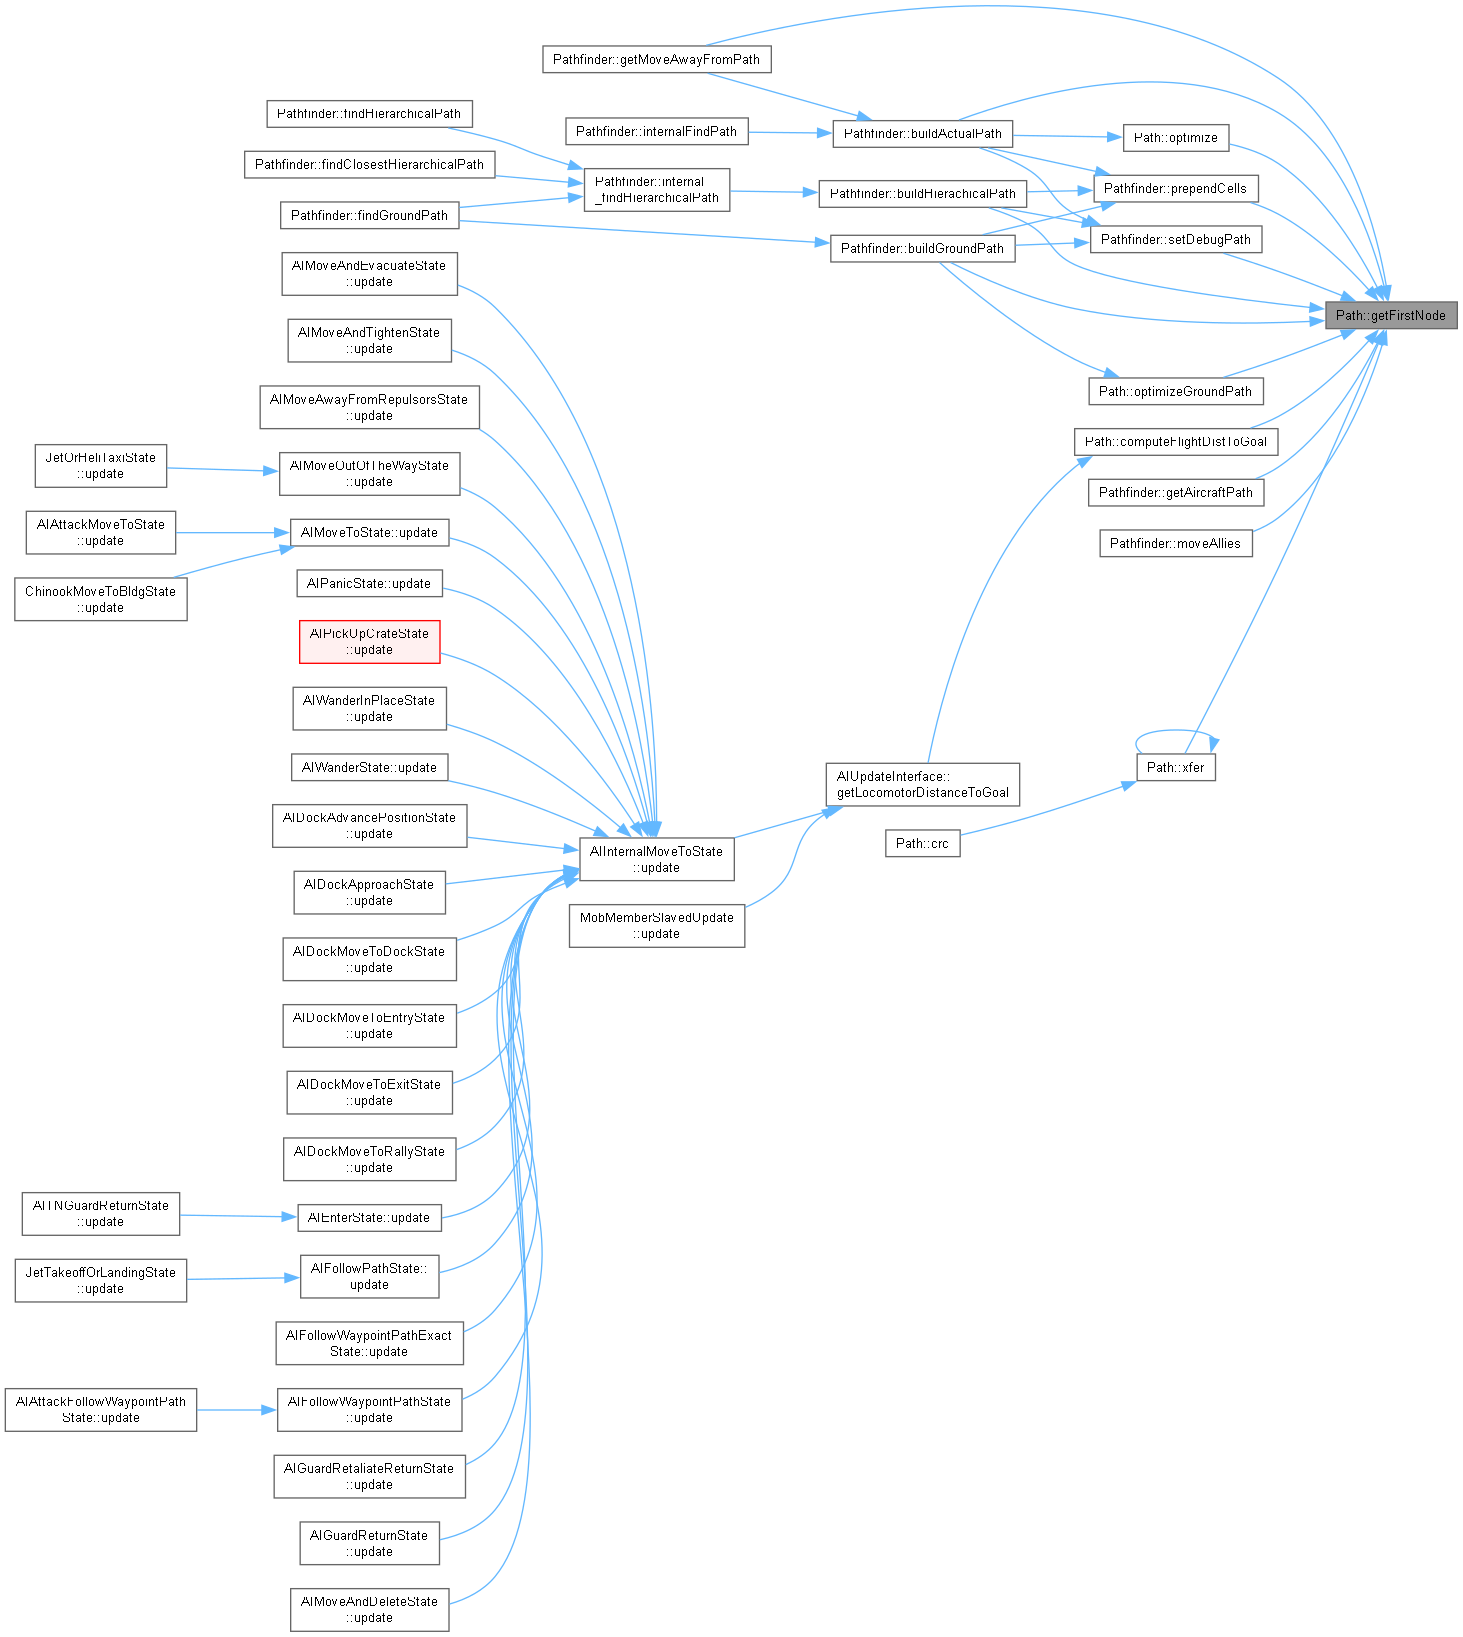 Pathfinder::getMoveAwayFromPath
Pathfinder::findHierarchicalPath
Pathfinder::internalFindPath
Pathfinder::buildActualPath
Path::optimize
Pathfinder::findClosestHierarchicalPath
Pathfinder::internal
_findHierarchicalPath
Pathfinder::buildHierachicalPath
Pathfinder::prependCells
Pathfinder::findGroundPath
Pathfinder::buildGroundPath
Pathfinder::setDebugPath
AIMoveAndEvacuateState
::update
Path::getFirstNode
AIMoveAndTightenState
::update
Path::optimizeGroundPath
AIMoveAwayFromRepulsorsState
::update
Path::computeFlightDistToGoal
JetOrHeliTaxiState
::update
AIMoveOutOfTheWayState
::update
Pathfinder::getAircraftPath
AIAttackMoveToState
::update
AIMoveToState::update
Pathfinder::moveAllies
ChinookMoveToBldgState
::update
AIPanicState::update
AIPickUpCrateState
::update
AIWanderInPlaceState
::update
AIWanderState::update
AIUpdateInterface::
getLocomotorDistanceToGoal
Path::xfer
AIDockAdvancePositionState
::update
Path::crc
AIInternalMoveToState
::update
AIDockApproachState
::update
MobMemberSlavedUpdate
::update
AIDockMoveToDockState
::update
AIDockMoveToEntryState
::update
AIDockMoveToExitState
::update
AIDockMoveToRallyState
::update
AITNGuardReturnState
::update
AIEnterState::update
JetTakeoffOrLandingState
::update
AIFollowPathState::
update
AIFollowWaypointPathExact
State::update
AIAttackFollowWaypointPath
State::update
AIFollowWaypointPathState
::update
AIGuardRetaliateReturnState
::update
AIGuardReturnState
::update
AIMoveAndDeleteState
::update